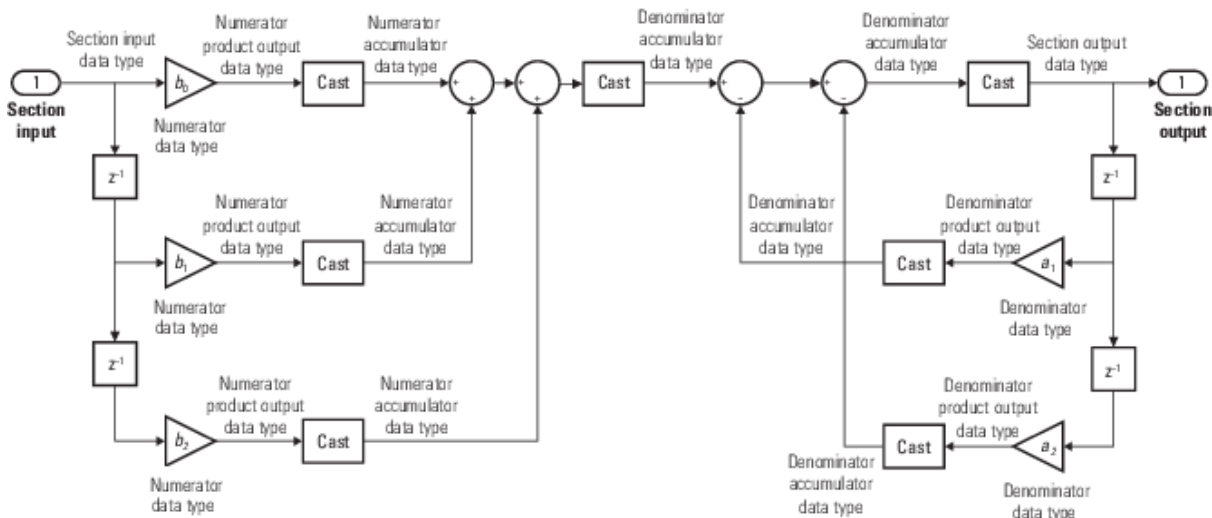 Section input
data type
Numerator
product output
data type
Numerator
accumulator
data type
Denominator
accumulator
data type
Denominator
accumulator
data type
Section output
data type
1
Section
input
b0
Cast
+
+
+
+
Cast
+
-
+
-
Cast
1
Section
output
Numerator
data type
z-1
z-1
Numerator
product output
data type
Numerator
accumulator
data type
Denominator
accumulator
data type
Denominator
product output
data type
b1
Cast
Cast
a1
Numerator
data type
Denominator
data type
z-1
z-1
Numerator
product output
data type
Numerator
accumulator
data type
Denominator
product output
data type
b2
Cast
Cast
a2
Numerator
data type
Denominator
accumulator
data type
Denominator
data type